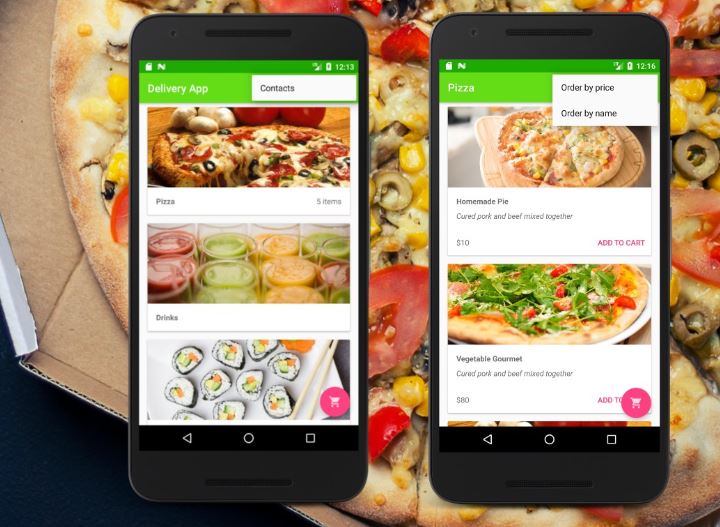 12:13
Delivery App
Contacts
Pizza
5 items
Drinks
12:16
Pizza
Order by price
Order by name
Homemade Pie
Cured pork and beef mixed together
$10
ADD TO CART
Vegetable Gourmet
Cured pork and beef mixed together
$80
ADD TO